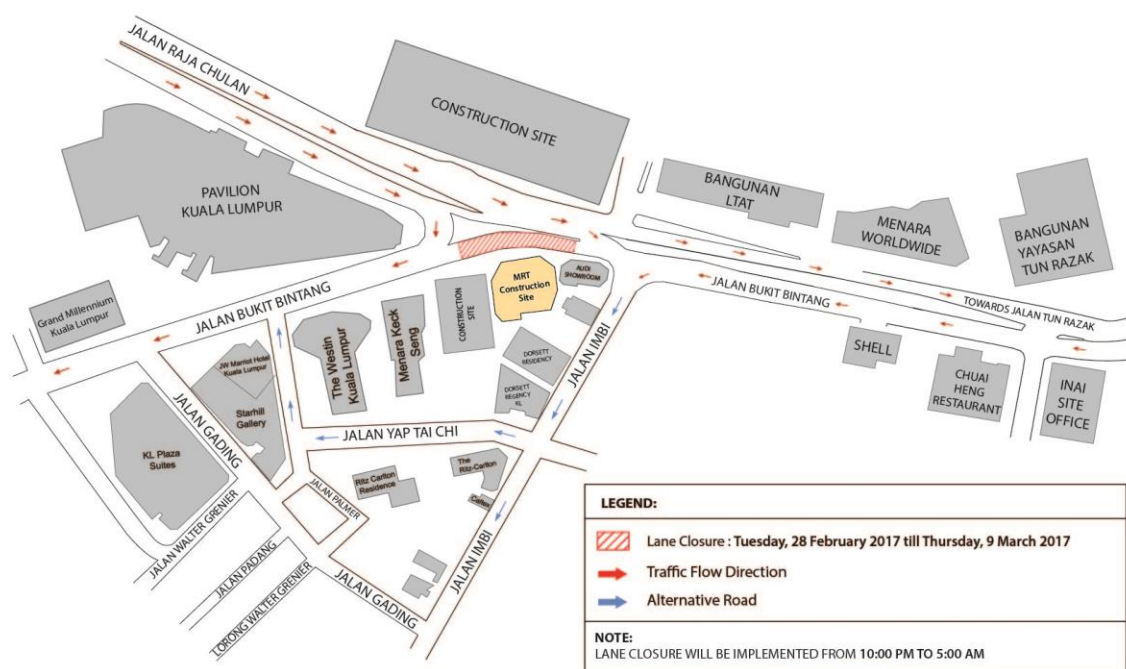 JALAN RAJA CHULAN
CONSTRUCTION SITE
PAVILION
KUALA LUMPUR
BANGUNAN
LTAT
MENARA
WORLDWIDE
BANGUNAN
YAYASAN
TUN RAZAK
MRT
Construction
Site
AUDI
SHOWROOM
Grand Millennium
Kuala Lumpur
JALAN BUKIT BINTANG
CONSTRUCTION
SITE
JALAN BUKIT BINTANG
TOWARDS JALAN TUN RAZAK
The Westin
Kuala Lumpur
Menara Keck
Seng
DORSETT
RESIDENCY
DORSETT
REGENCY
KL
JALAN IMBI
SHELL
CHUAI
HENG
RESTAURANT
INAI
SITE
OFFICE
JW Marriot Hotel
Kuala Lumpur
Starhill
Gallery
JALAN GADING
KL Plaza
Suites
JALAN YAP TAI CHI
The
Ritz-Carlton
Ritz Carlton
Residence
Caltex
JALAN PALMER
JALAN WALTER GRENIER
JALAN PADANG
LORONG WALTER GRENIER
JALAN GADING
JALAN IMBI
LEGEND:
Lane Closure : Tuesday, 28 February 2017 till Thursday, 9 March 2017
Traffic Flow Direction
Alternative Road
NOTE:
LANE CLOSURE WILL BE IMPLEMENTED FROM 10:00 PM TO 5:00 AM